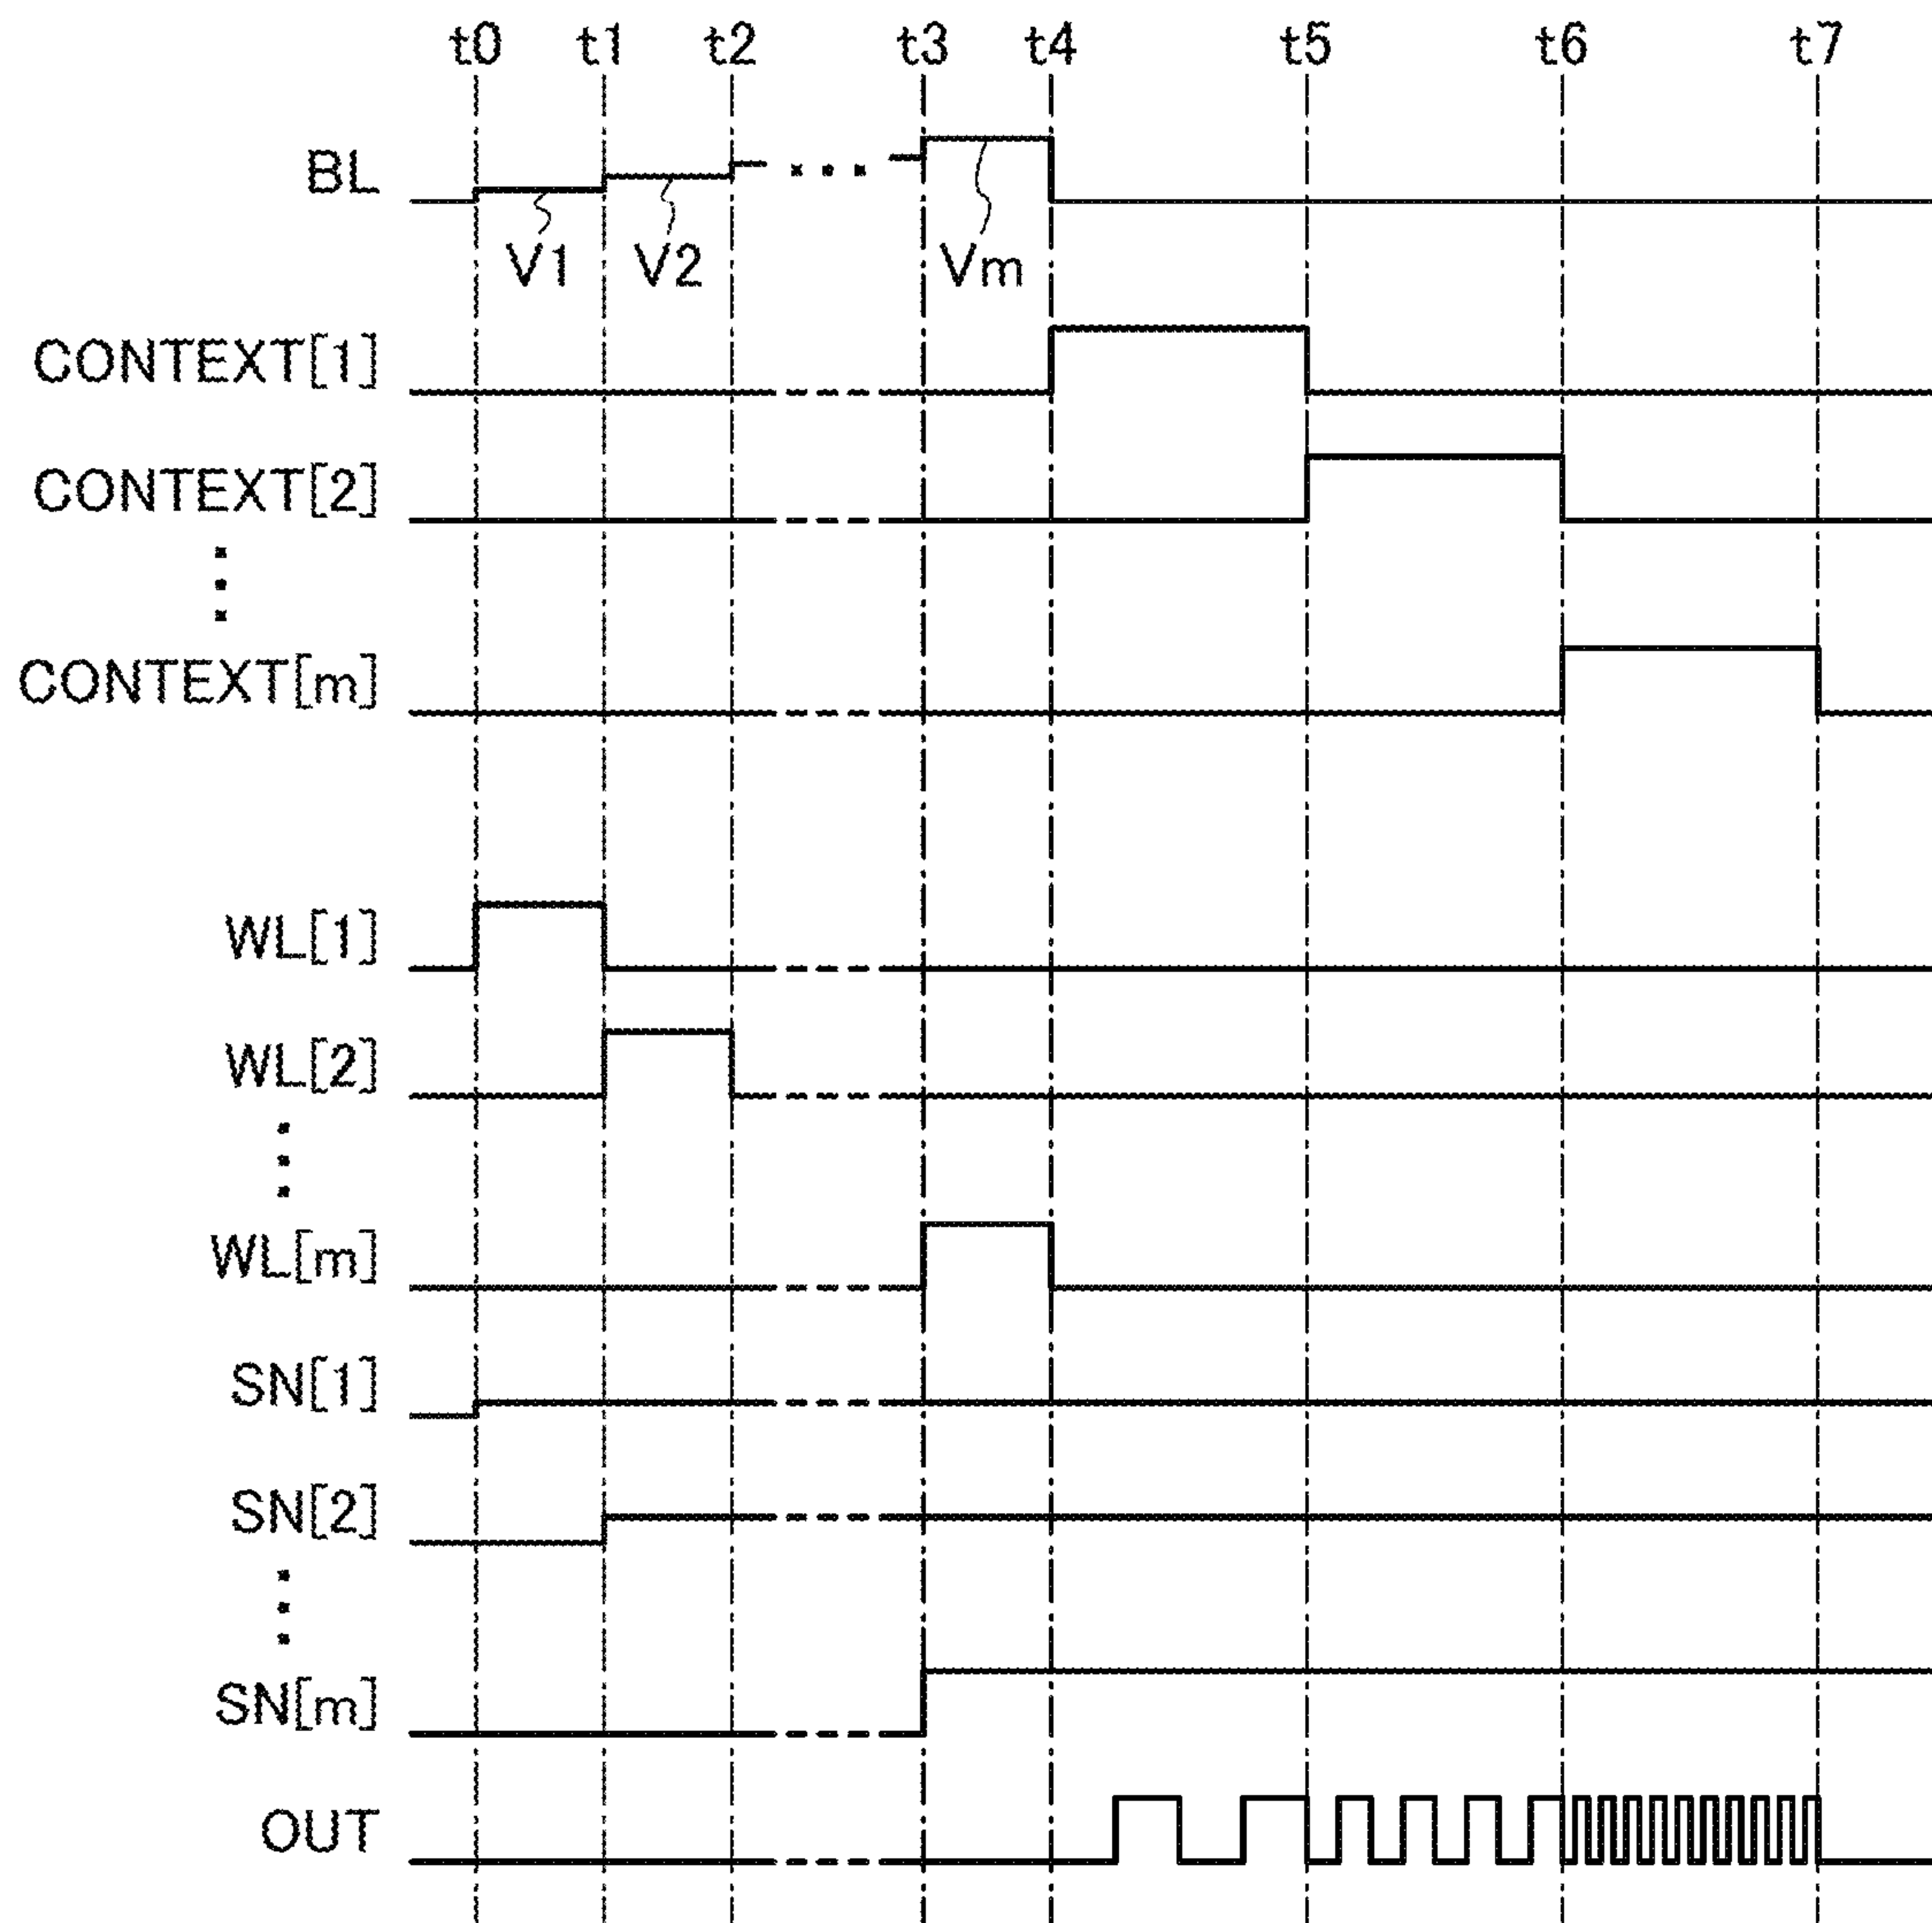 t0 t1 t2 t3 t4 t5 t6 t7
BL
V1 V2 Vm
CONTEXT[1]
CONTEXT[2]
CONTEXT[m]
WL[1]
WL[2]
WL[m]
SN[1]
SN[2]
SN[m]
OUT